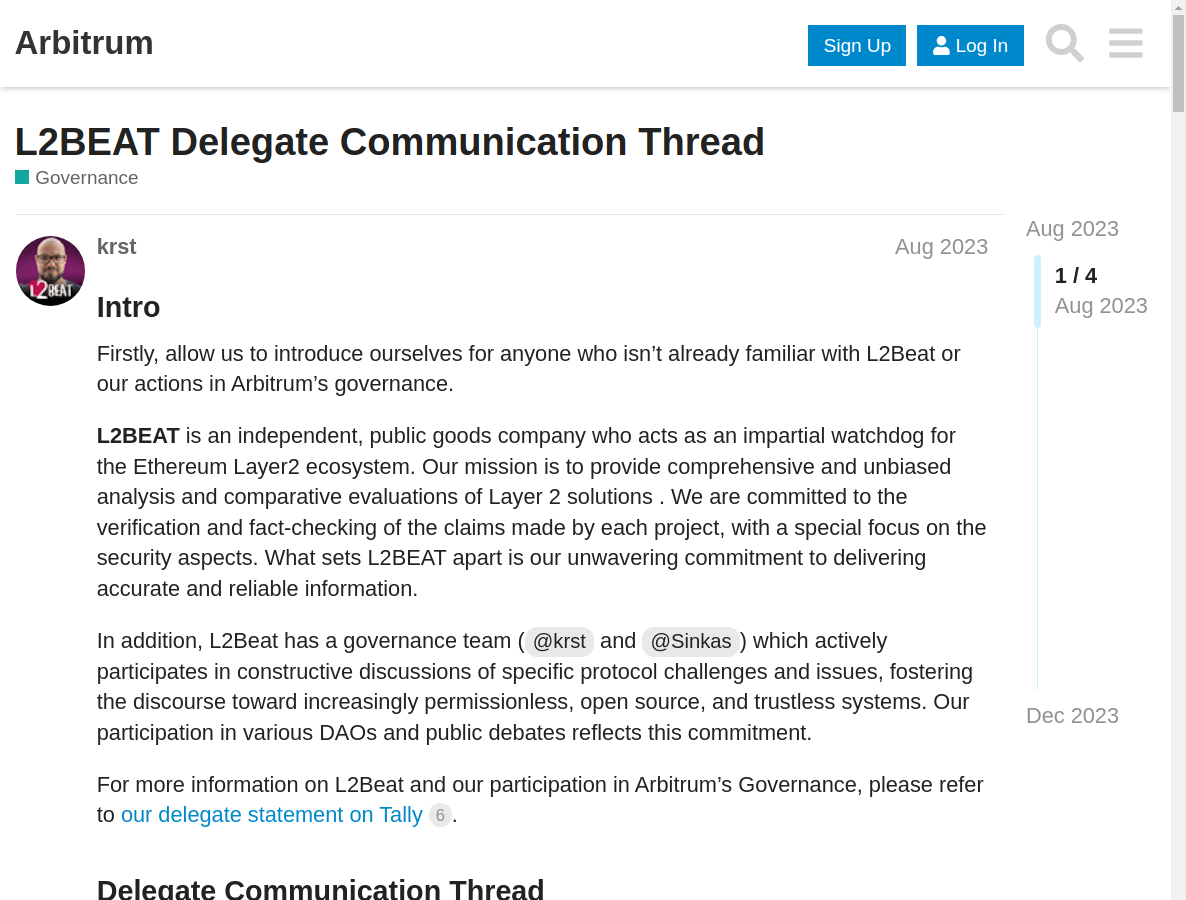 Arbitrum
Sign Up
Log In
L2BEAT Delegate Communication Thread
Governance
krst
Aug 2023
Aug 2023
1 / 4
Aug 2023
L2BEAT
Intro
Firstly, allow us to introduce ourselves for anyone who isn’t already familiar with L2Beat or
our actions in Arbitrum’s governance.
L2BEAT is an independent, public goods company who acts as an impartial watchdog for
the Ethereum Layer2 ecosystem. Our mission is to provide comprehensive and unbiased
analysis and comparative evaluations of Layer 2 solutions . We are committed to the
verification and fact-checking of the claims made by each project, with a special focus on the
security aspects. What sets L2BEAT apart is our unwavering commitment to delivering
accurate and reliable information.
In addition, L2Beat has a governance team (@krst and @Sinkas) which actively
participates in constructive discussions of specific protocol challenges and issues, fostering
the discourse toward increasingly permissionless, open source, and trustless systems. Our
participation in various DAOs and public debates reflects this commitment.
Dec 2023
For more information on L2Beat and our participation in Arbitrum’s Governance, please refer
to our delegate statement on Tally 6.
Delegate Communication Thread